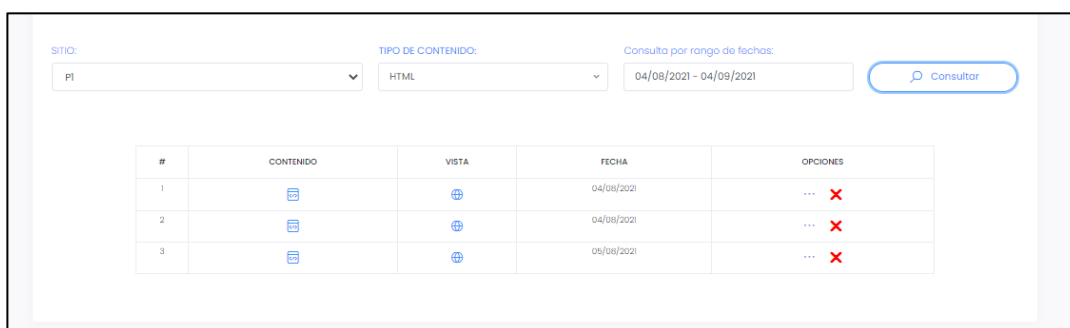 SITIO: TIPO DE CONTENIDO: Consulta por rango de fechas:
P1 HTML 04/08/2021 - 04/09/2021 Consultar
# CONTENIDO VISTA FECHA OPCIONES
1 04/08/2021 ...
2 04/08/2021 ...
3 05/08/2021 ...